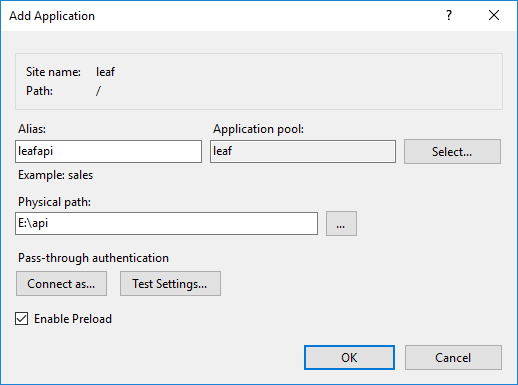 Add Application
?
Site name: leaf
Path: /
Alias: Application pool:
leafapi leaf Select...
Example: sales
Physical path:
E:\api ...
Pass-through authentication
Connect as... Test Settings...
Enable Preload
OK Cancel